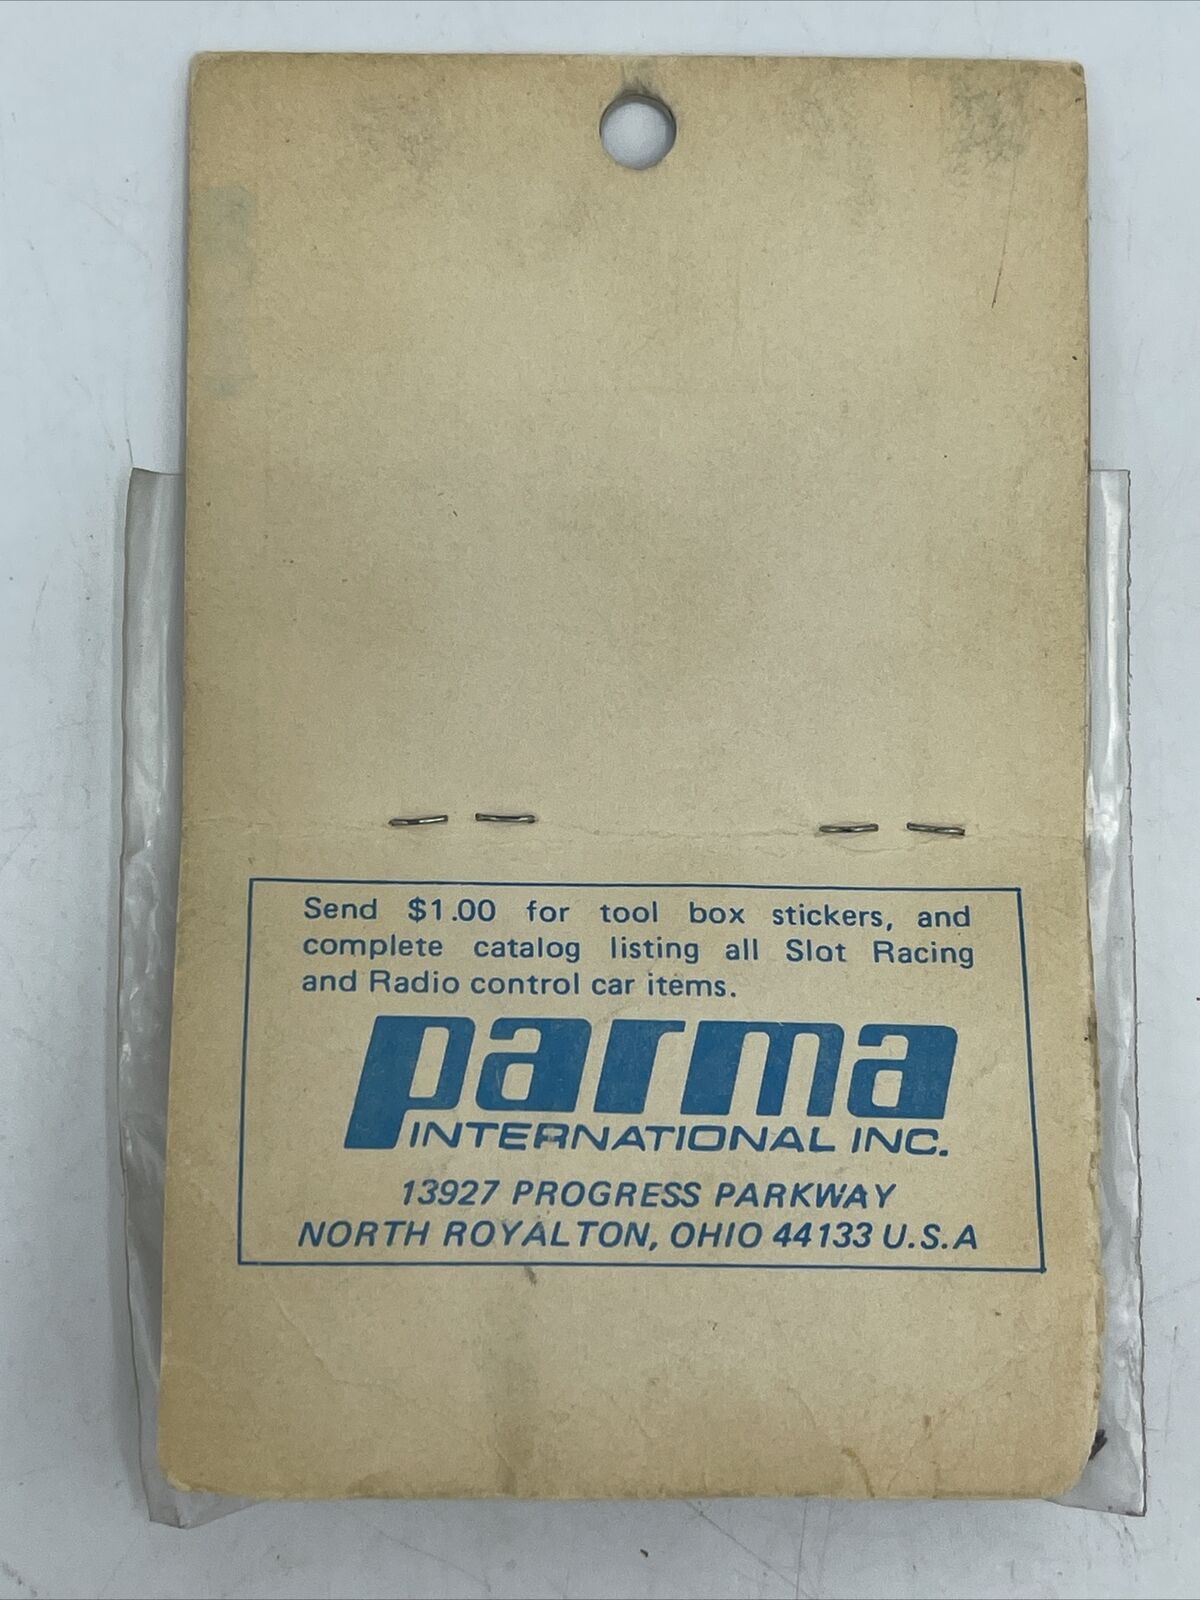 Send $1.00 for tool box stickers, and
complete catalog listing all Slot Racing
and Radio control car items.
parma
INTERNATIONAL INC.
13927 PROGRESS PARKWAY
NORTH ROYALTON, OHIO 44133 U.S.A